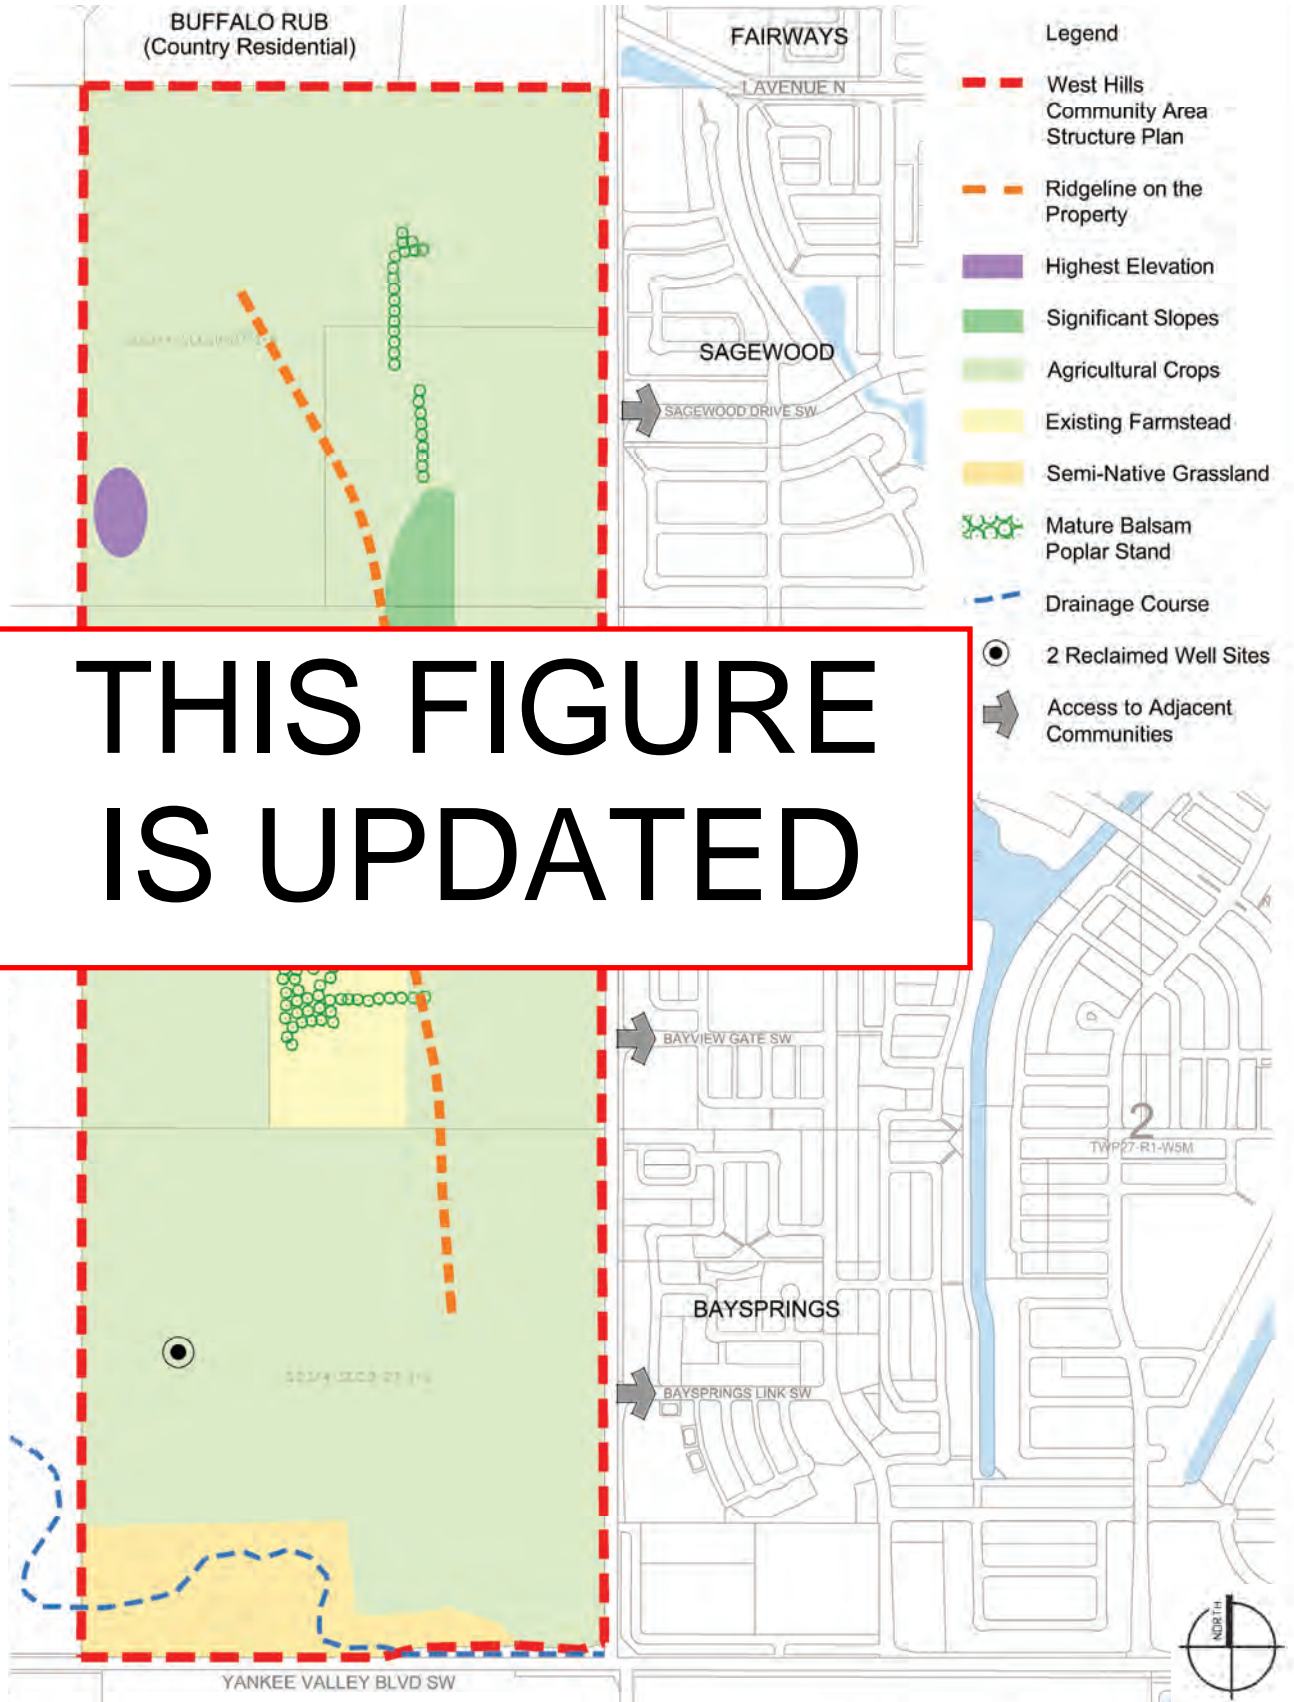 BUFFALO RUB
(Country Residential)
FAIRWAYS
1 AVENUE N
SAGEWOOD
SAGEWOOD DRIVE SW
Legend
West Hills
Community Area
Structure Plan
Ridgeline on the
Property
Highest Elevation
Significant Slopes
Agricultural Crops
Existing Farmstead
Semi-Native Grassland
Mature Balsam
Poplar Stand
Drainage Course
2 Reclaimed Well Sites
Access to Adjacent
Communities
THIS FIGURE
IS UPDATED
BAYVIEW GATE SW
2
TWP27-R1-W5M
BAYSPRINGS
BAYSPRINGS LINK SW
YANKEE VALLEY BLVD SW
NORTH